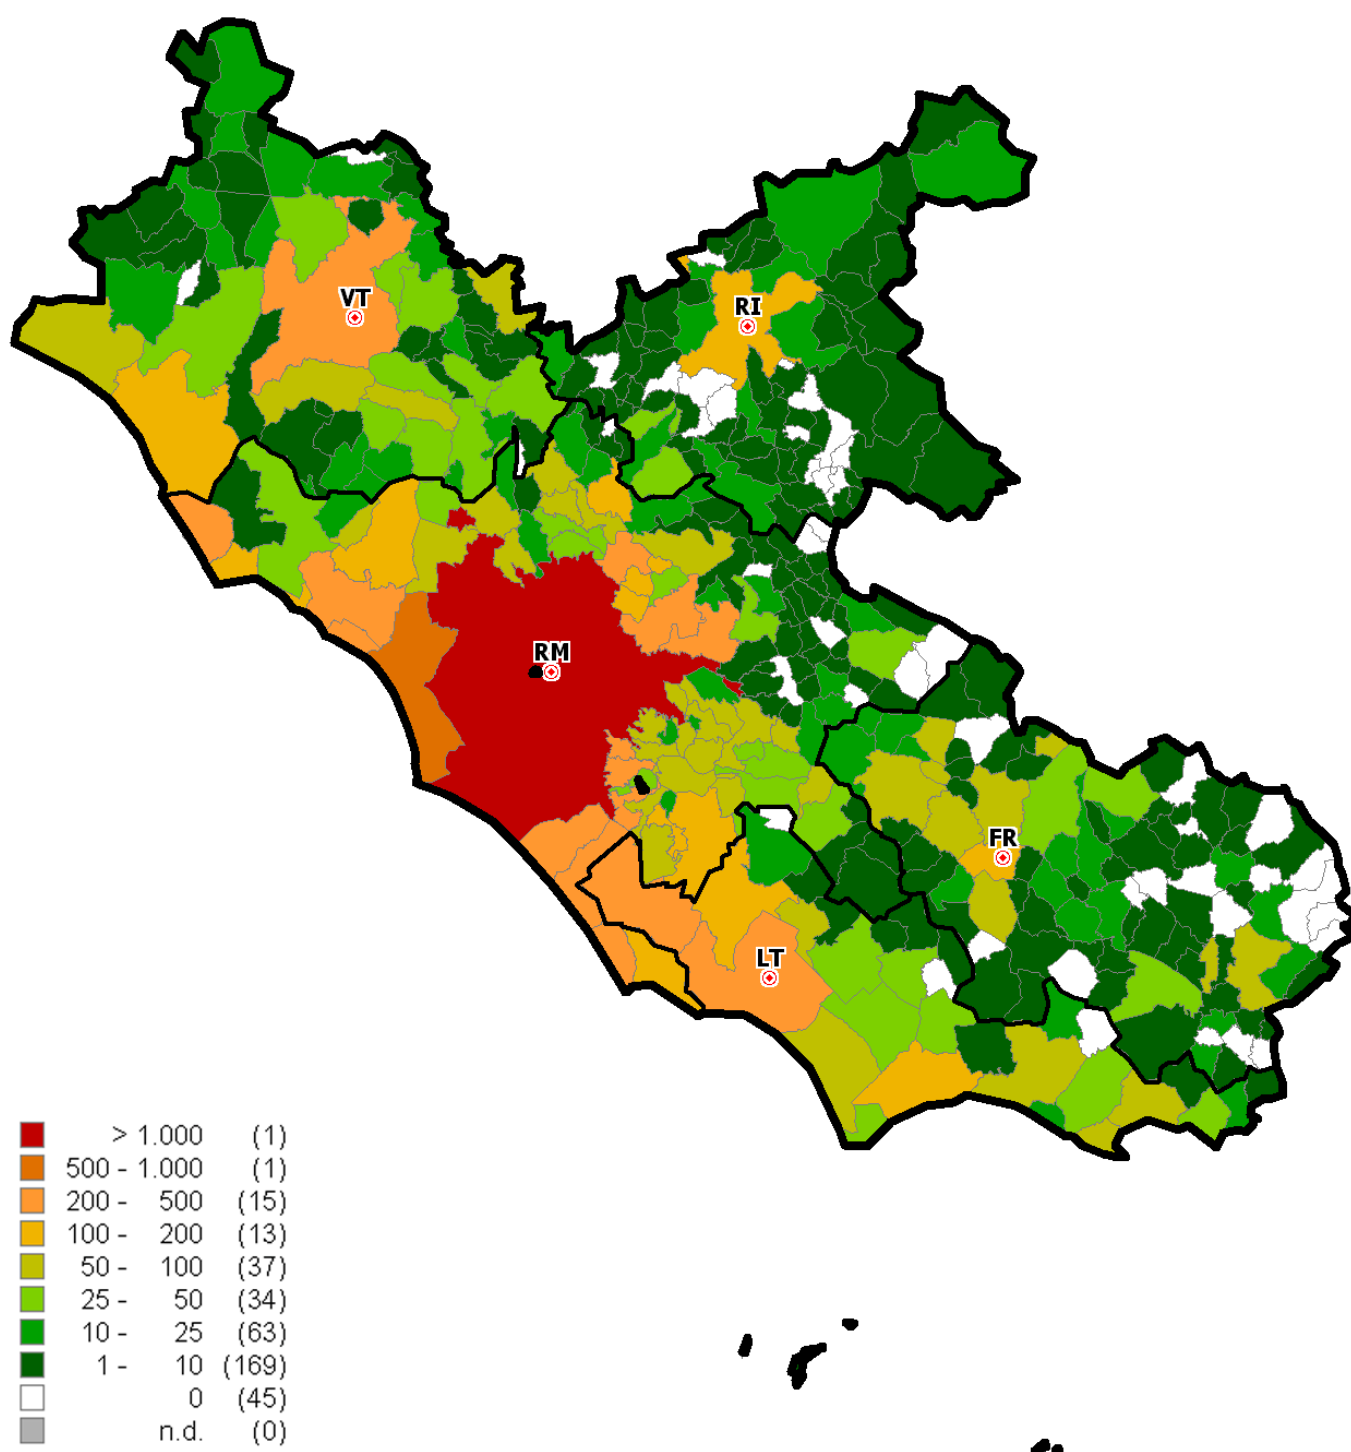 VT
RI
RM
FR
LT
> 1.000 (1)
500 - 1.000 (1)
200 - 500 (15)
100 - 200 (13)
50 - 100 (37)
25 - 50 (34)
10 - 25 (63)
1 - 10 (169)
0 (45)
n.d. (0)